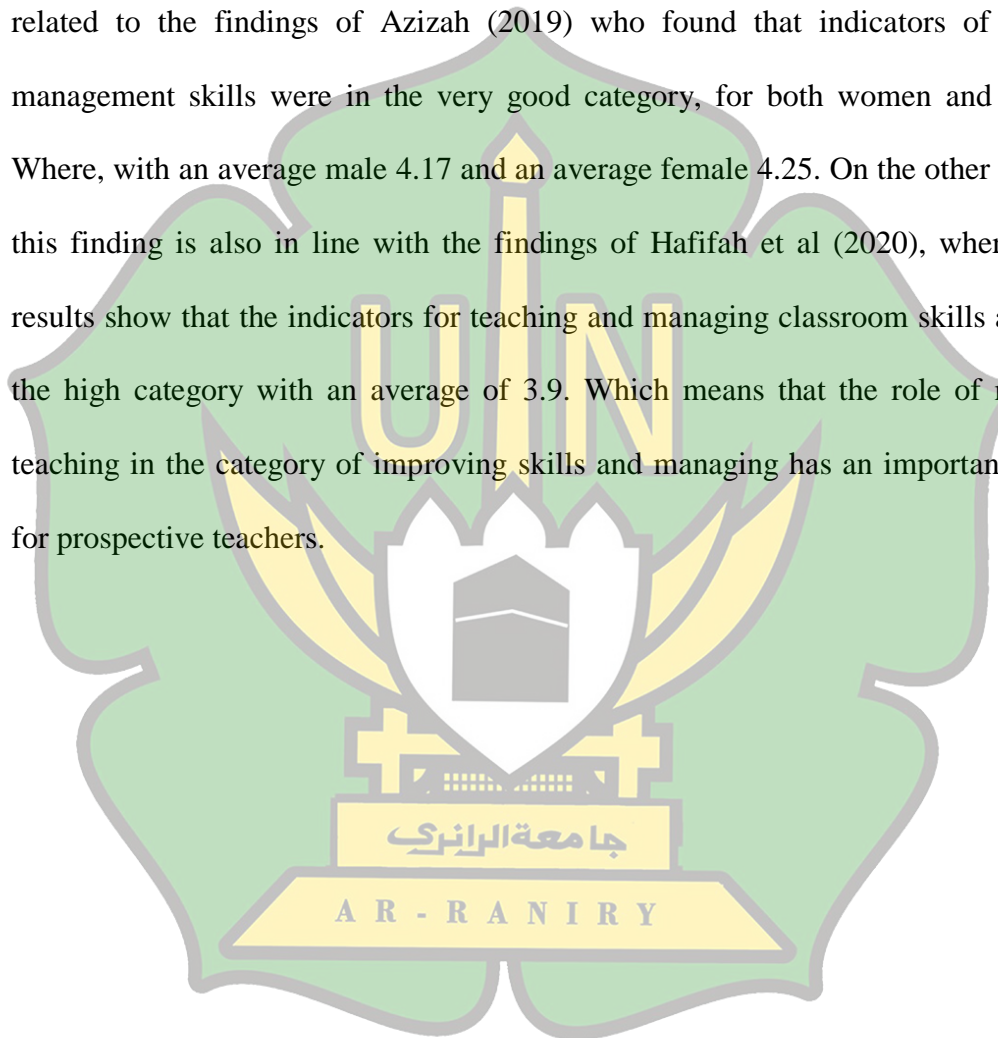 related to the findings of Azizah (2019) who found that indicators of
management skills were in the very good category, for both women and
Where, with an average male 4.17 and an average female 4.25. On the other
this finding is also in line with the findings of Hafifah et al (2020),
results show that the indicators for teaching and managing classroom skills
the high category with an average of 3.9. Which means that the role of
teaching in the category of improving skills and managing has an important
for prospective teachers.
UIN
جامعة الرانري
AR-RANIRY